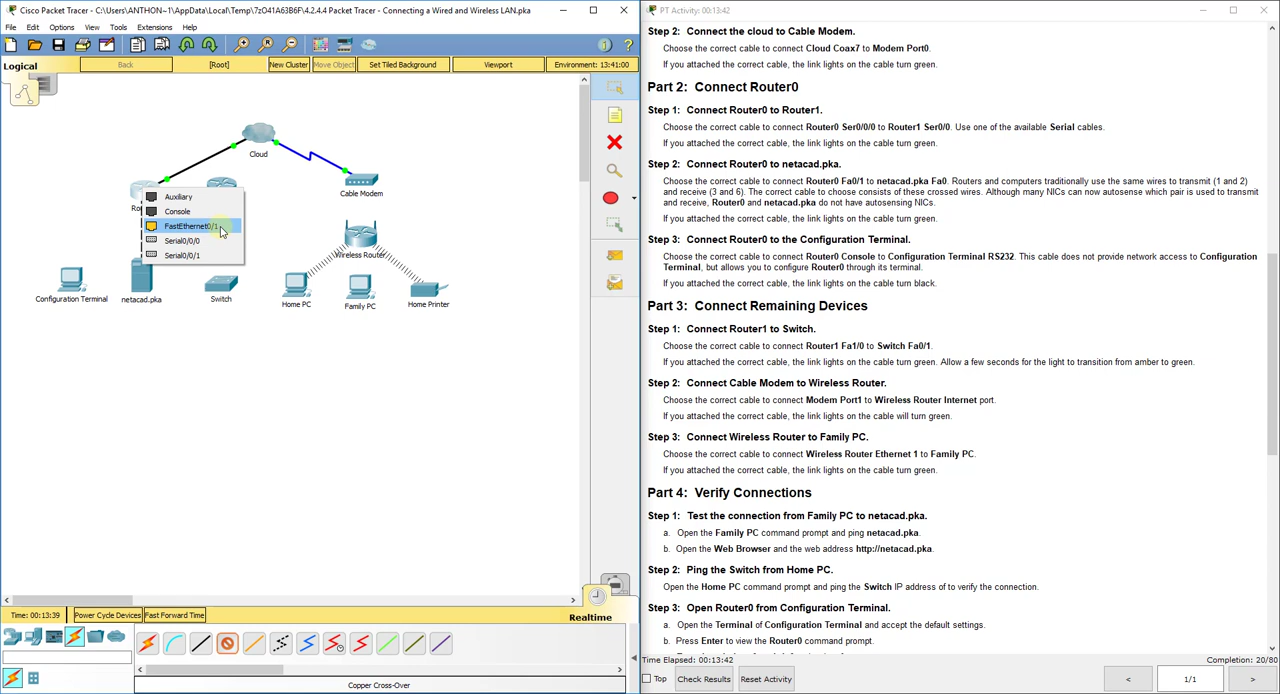 Cisco Packet Tracer - C:\Users\ANTHON~1\AppData\Local\Temp\7zO41A63B6F\4.2.4.4 Packet Tracer - Connecting a Wired and Wireless LAN.pka
File Edit Options View Tools Extensions Help
Logical Back [Root] New Cluster Move Object Set Tiled Background Viewport Environment: 13:41:00
Cloud
Cable Modem
Auxiliary
Console
FastEthernet0/1
Serial0/0/0
Serial0/0/1
Wireless Router
Configuration Terminal netacad.pka Switch Home PC Family PC Home Printer
Time: 00:13:39 Power Cycle Devices Fast Forward Time Realtime
Copper Cross-Over
PT Activity: 00:13:42
Step 2: Connect the cloud to Cable Modem.
Choose the correct cable to connect Cloud Coax7 to Modem Port0.
If you attached the correct cable, the link lights on the cable turn green.
Part 2: Connect Router0
Step 1: Connect Router0 to Router1.
Choose the correct cable to connect Router0 Ser0/0/0 to Router1 Ser0/0. Use one of the available Serial cables.
If you attached the correct cable, the link lights on the cable turn green.
Step 2: Connect Router0 to netacad.pka.
Choose the correct cable to connect Router0 Fa0/1 to netacad.pka Fa0. Routers and computers traditionally use the same wires to transmit (1 and 2)
and receive (3 and 6). The correct cable to choose consists of these crossed wires. Although many NICs can now autosense which pair is used to transmit
and receive, Router0 and netacad.pka do not have autosensing NICs.
If you attached the correct cable, the link lights on the cable turn green.
Step 3: Connect Router0 to the Configuration Terminal.
Choose the correct cable to connect Router0 Console to Configuration Terminal RS232. This cable does not provide network access to Configuration
Terminal, but allows you to configure Router0 through its terminal.
If you attached the correct cable, the link lights on the cable turn black.
Part 3: Connect Remaining Devices
Step 1: Connect Router1 to Switch.
Choose the correct cable to connect Router1 Fa1/0 to Switch Fa0/1.
If you attached the correct cable, the link lights on the cable turn green. Allow a few seconds for the light to transition from amber to green.
Step 2: Connect Cable Modem to Wireless Router.
Choose the correct cable to connect Modem Port1 to Wireless Router Internet port.
If you attached the correct cable, the link lights on the cable will turn green.
Step 3: Connect Wireless Router to Family PC.
Choose the correct cable to connect Wireless Router Ethernet 1 to Family PC.
If you attached the correct cable, the link lights on the cable turn green.
Part 4: Verify Connections
Step 1: Test the connection from Family PC to netacad.pka.
a. Open the Family PC command prompt and ping netacad.pka.
b. Open the Web Browser and the web address http://netacad.pka.
Step 2: Ping the Switch from Home PC.
Open the Home PC command prompt and ping the Switch IP address of to verify the connection.
Step 3: Open Router0 from Configuration Terminal.
a. Open the Terminal of Configuration Terminal and accept the default settings.
b. Press Enter to view the Router0 command prompt.
Time Elapsed: 00:13:42 Completion: 20/80
Top Check Results Reset Activity < 1/1 >